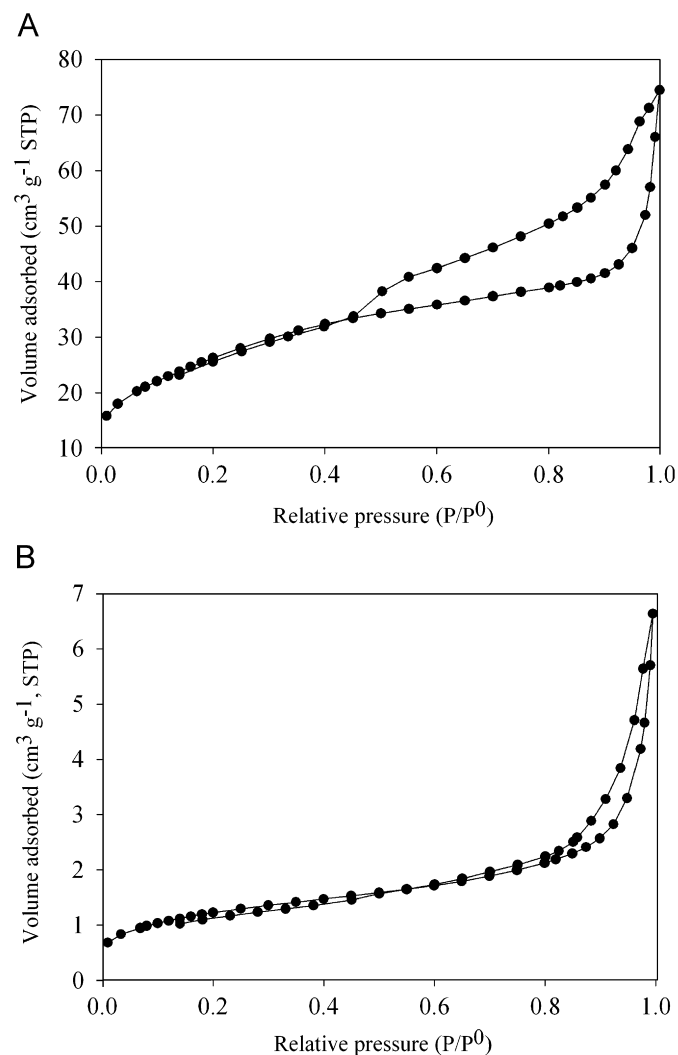 A
Volume adsorbed (cm³ g⁻¹ STP)
80
70
60
50
40
30
20
10
0.0 0.2 0.4 0.6 0.8 1.0
Relative pressure (P/P⁰)
B
Volume adsorbed (cm³ g⁻¹, STP)
7
6
5
4
3
2
1
0
0.0 0.2 0.4 0.6 0.8 1.0
Relative pressure (P/P⁰)